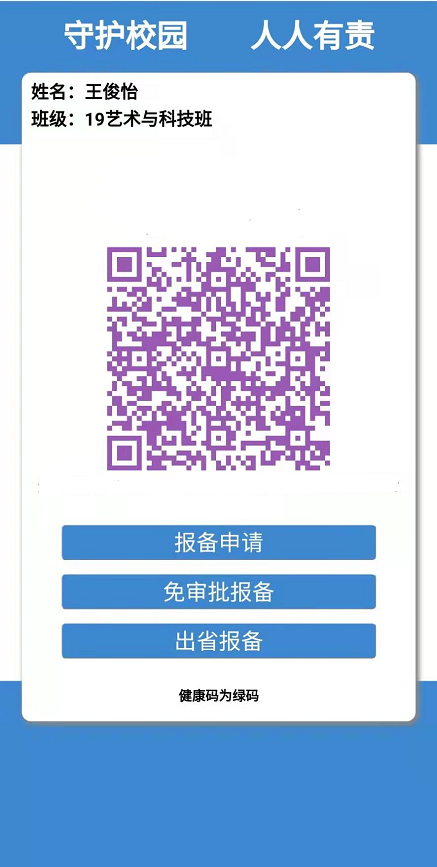 守护校园 人人有责
姓名：王俊怡
班级：19艺术与科技班
报备申请
免审批报备
出省报备
健康码为绿码